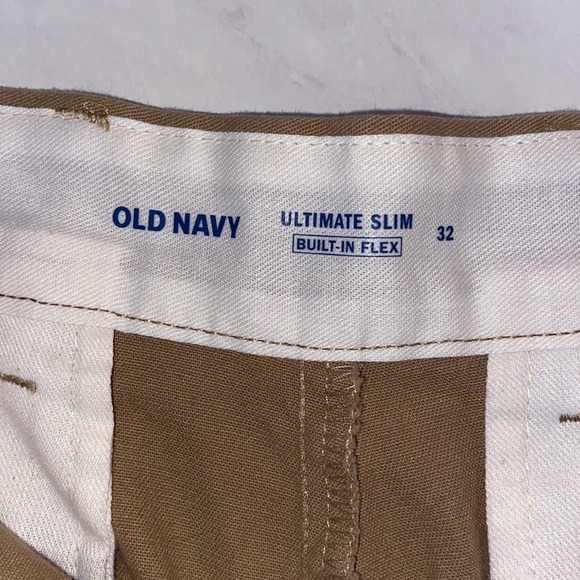 OLD NAVY
ULTIMATE SLIM
BUILT-IN FLEX
32